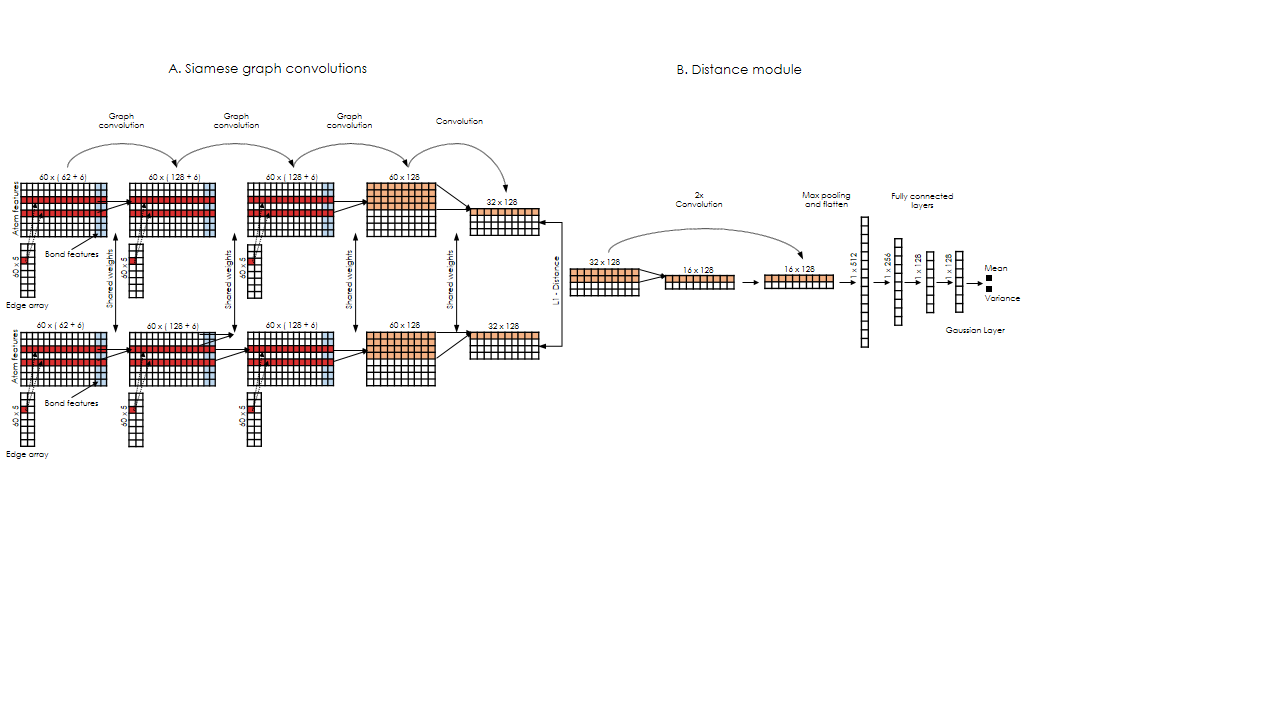 A. Siamese graph convolutions
B. Distance module
Graph
convolution
Graph
convolution
Graph
convolution
Convolution
60 x ( 62 + 6)
60 x ( 128 + 6)
60 x ( 128 + 6)
60 x 128
32 x 128
Atom features
Bond features
60 x 5
60 x 5
60 x 5
Edge array
Shared weights
Shared weights
Shared weights
Shared weights
L1 - Distance
60 x ( 62 + 6)
60 x ( 128 + 6)
60 x ( 128 + 6)
60 x 128
32 x 128
Atom features
Bond features
60 x 5
60 x 5
60 x 5
Edge array
2x
Convolution
Max pooling
and flatten
Fully connected
layers
32 x 128
16 x 128
16 x 128
1 x 512
1 x 256
1 x 128
1 x 128
Mean
Variance
Gaussian Layer